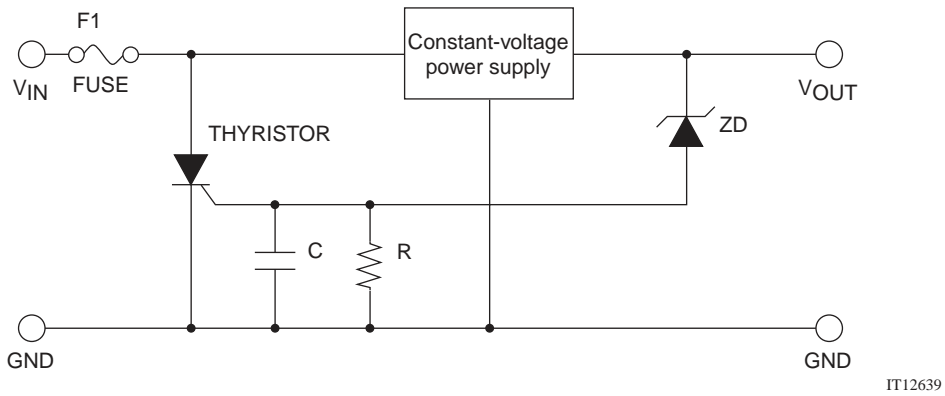 F1
Constant-voltage
power supply
VIN
FUSE
VOUT
THYRISTOR
ZD
C
R
GND
GND
IT12639